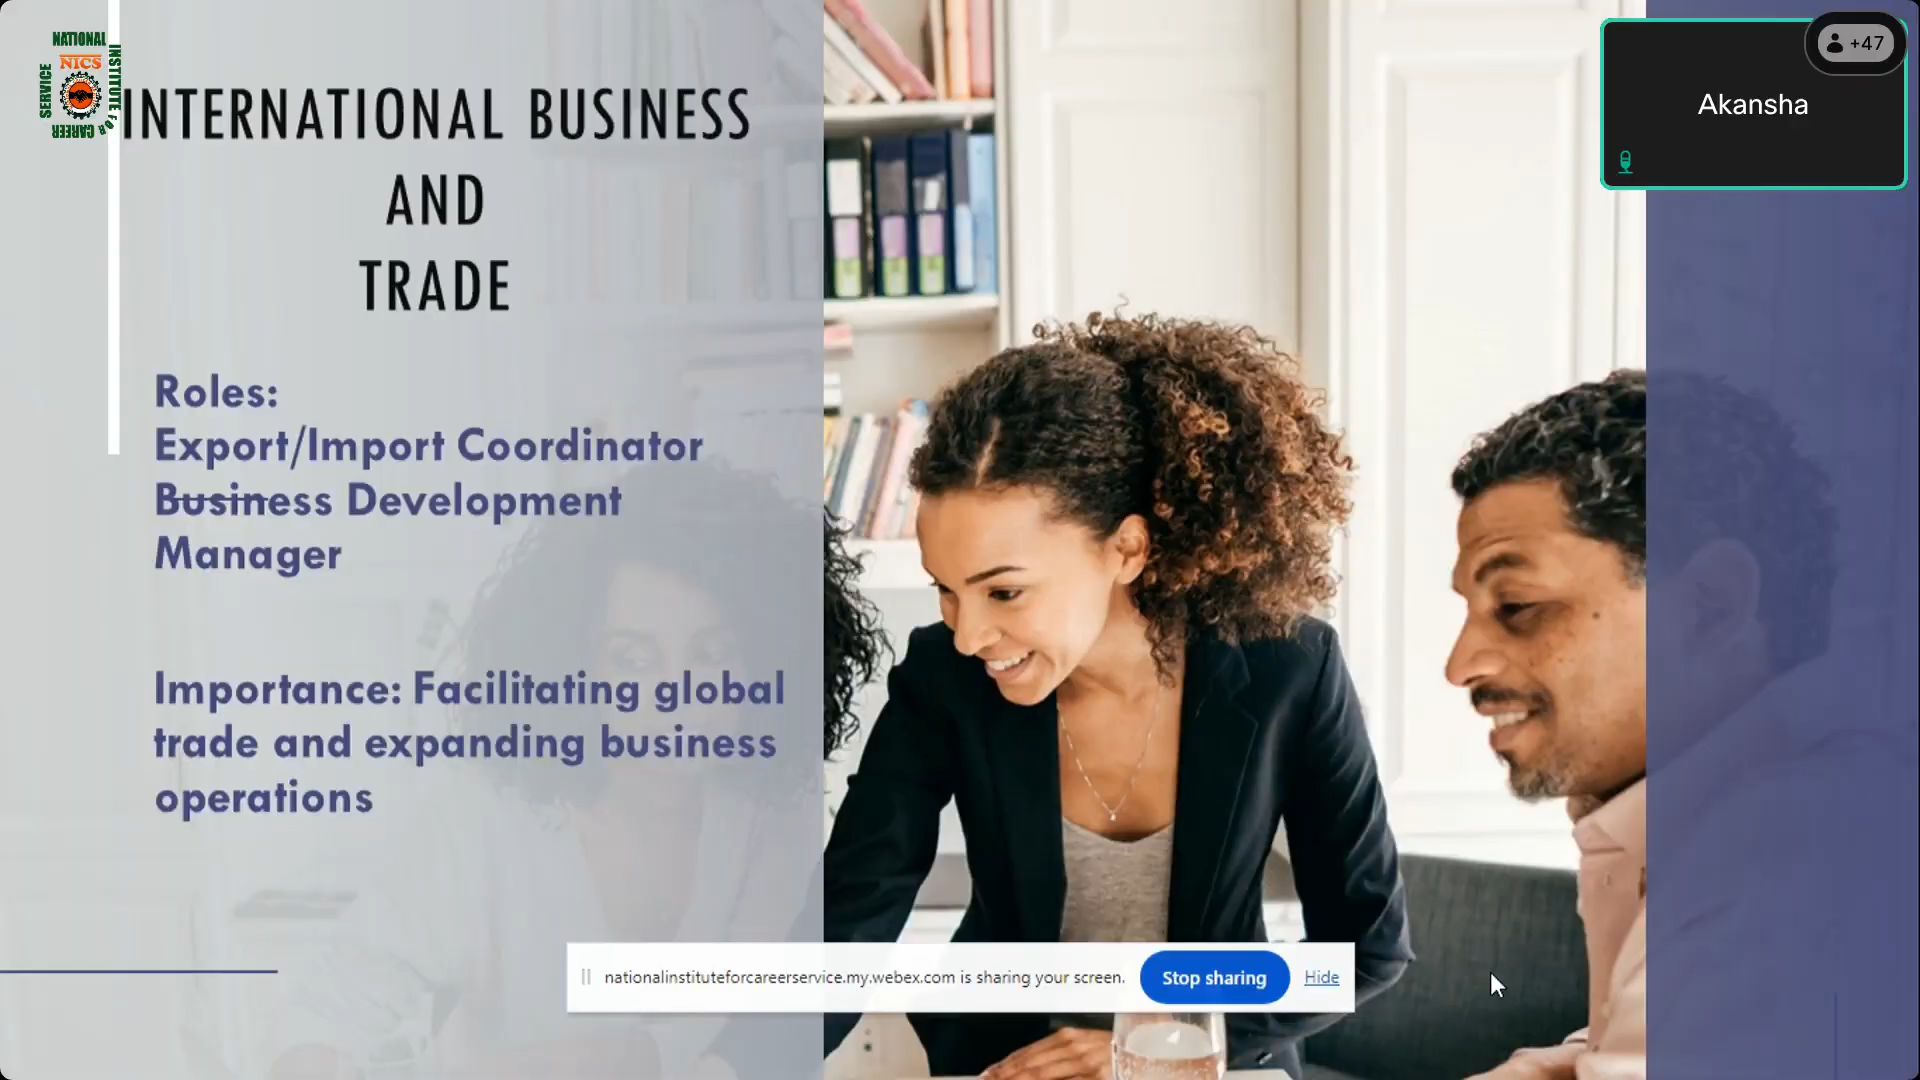 NATIONAL
INSTITUTE FOR
CAREER
SERVICE
NICS
INTERNATIONAL BUSINESS
AND
TRADE
Roles:
Export/Import Coordinator
Business Development
Manager
Importance: Facilitating global
trade and expanding business
operations
+47
Akansha
nationalinstituteforcareerservice.my.webex.com is sharing your screen.
Stop sharing
Hide